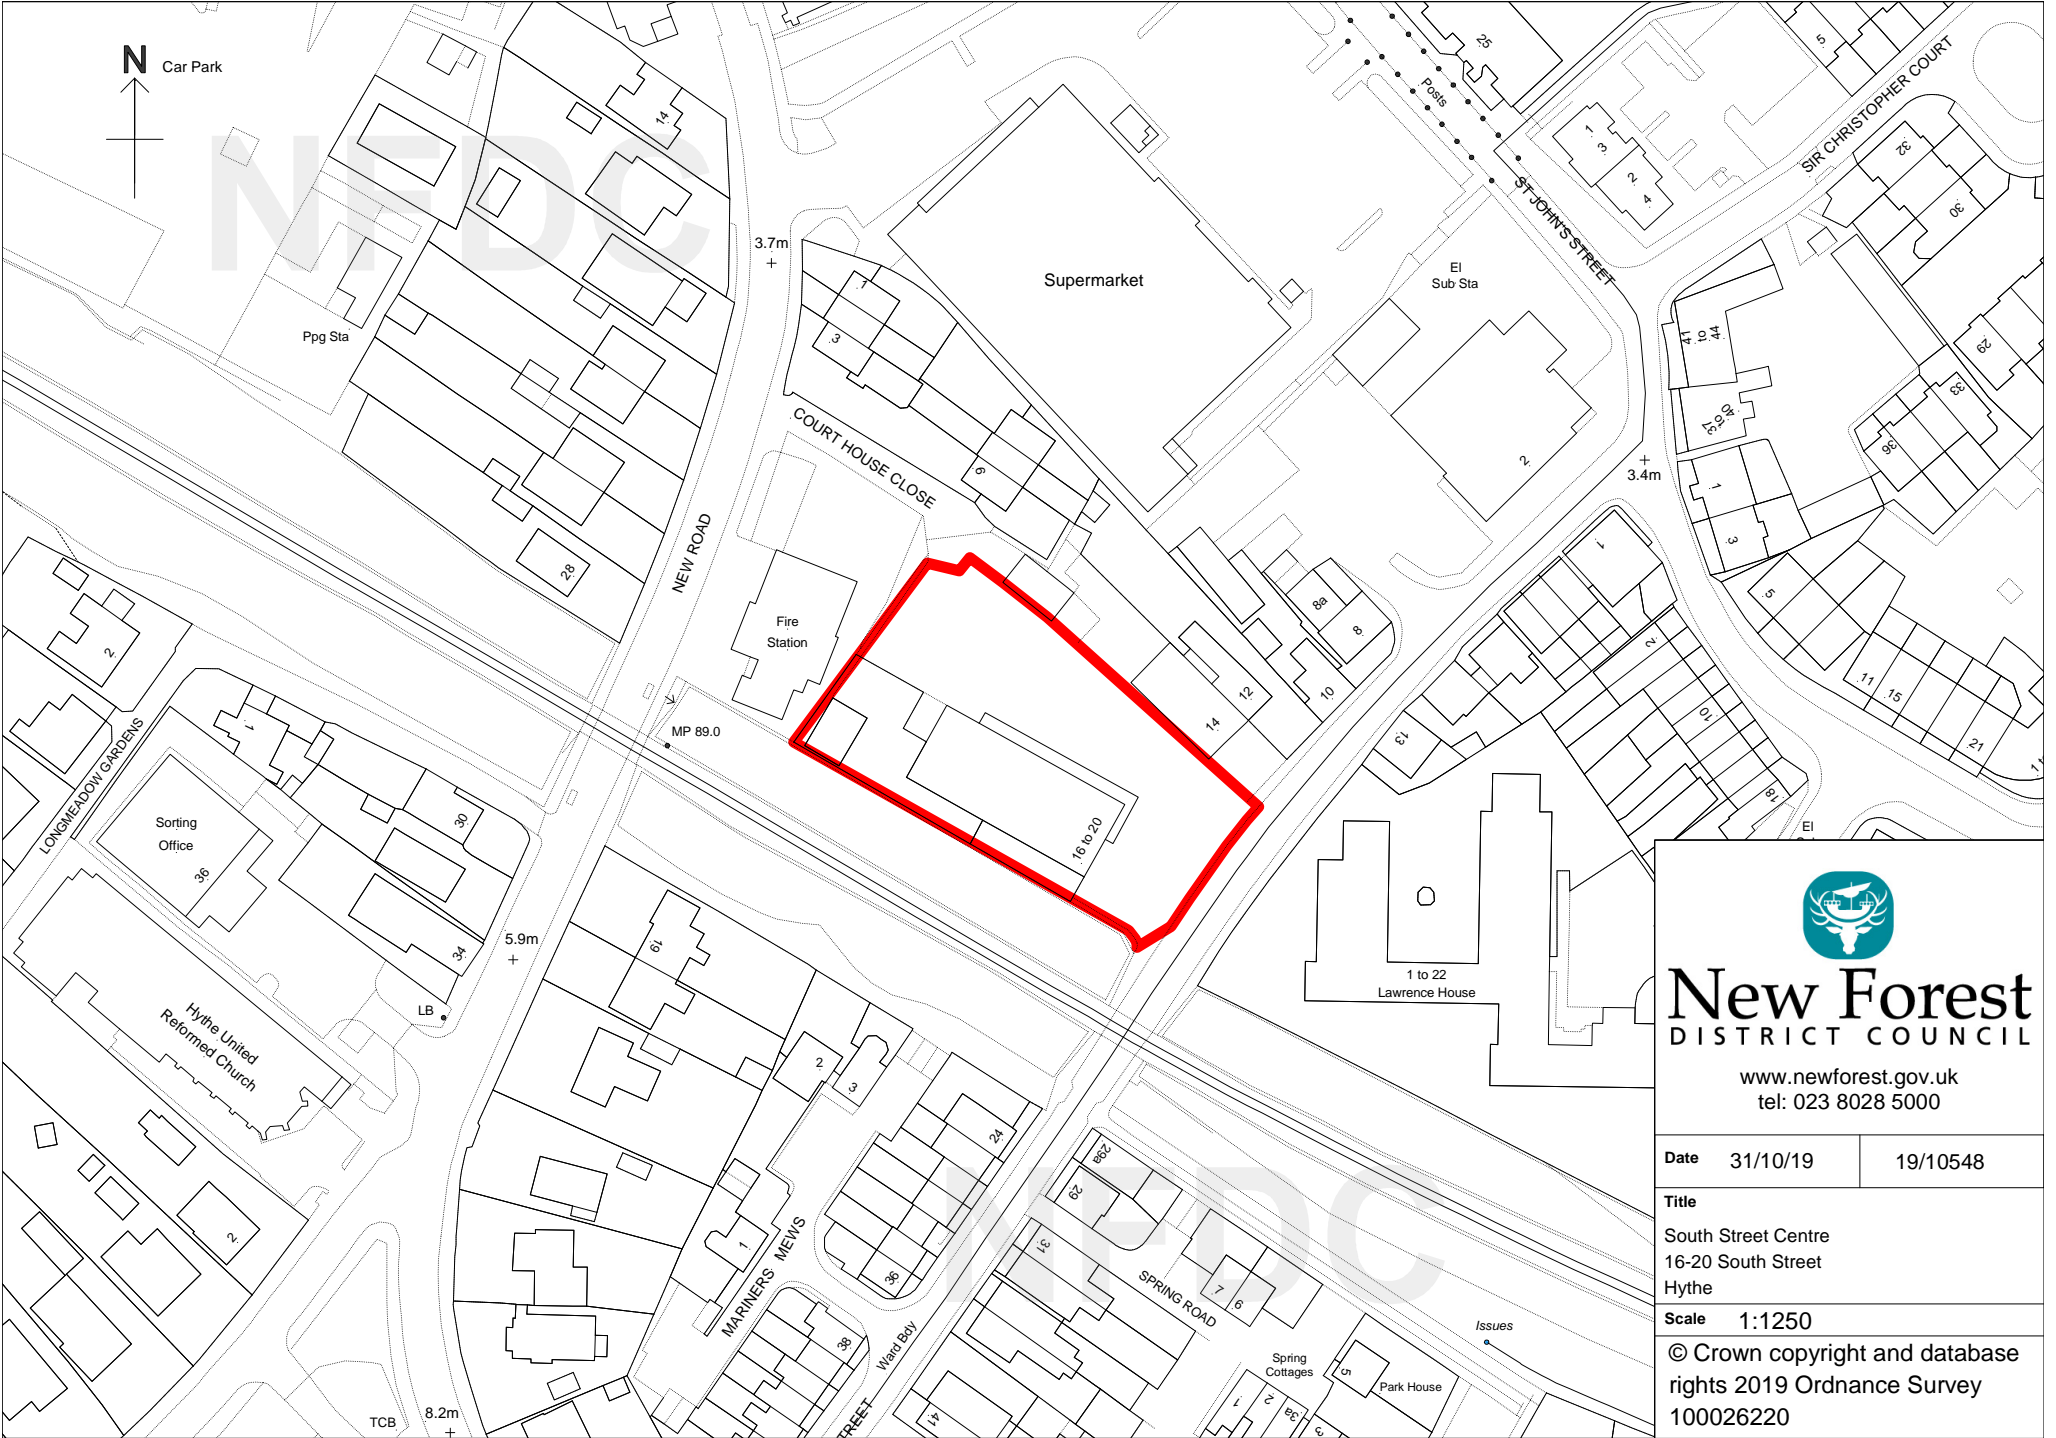 N
Car Park
NFDC
14
25
Posts
5
SIR CHRISTOPHER COURT
1
3
2
4
32
30
ST JOHN'S STREET
3.7m
1
3
Supermarket
El
Sub Sta
41
to
44
29
33
37
to
40
36
Ppg Sta
COURT HOUSE CLOSE
6
2
3.4m
1
3
NEW ROAD
28
Fire
Station
8a
8
1
5
2
11
15
21
2
12
10
14
13
10
18
MP 89.0
LONGMEADOW GARDENS
1
Sorting
Office
36
30
16 to 20
El
34
5.9m
19
LB
Hythe United
Reformed Church
1 to 22
Lawrence House
2
3
24
29a
29
NFDC
2
1
MARINERS MEWS
36
31
SPRING ROAD
7
6
38
Ward Bdy
Issues
Spring
Cottages
5
Park House
1
2
3a
3
41
TCB
8.2m
REET
New Forest
DISTRICT COUNCIL
www.newforest.gov.uk
tel: 023 8028 5000
Date 31/10/19 19/10548
Title
South Street Centre
16-20 South Street
Hythe
Scale 1:1250
© Crown copyright and database
rights 2019 Ordnance Survey
100026220